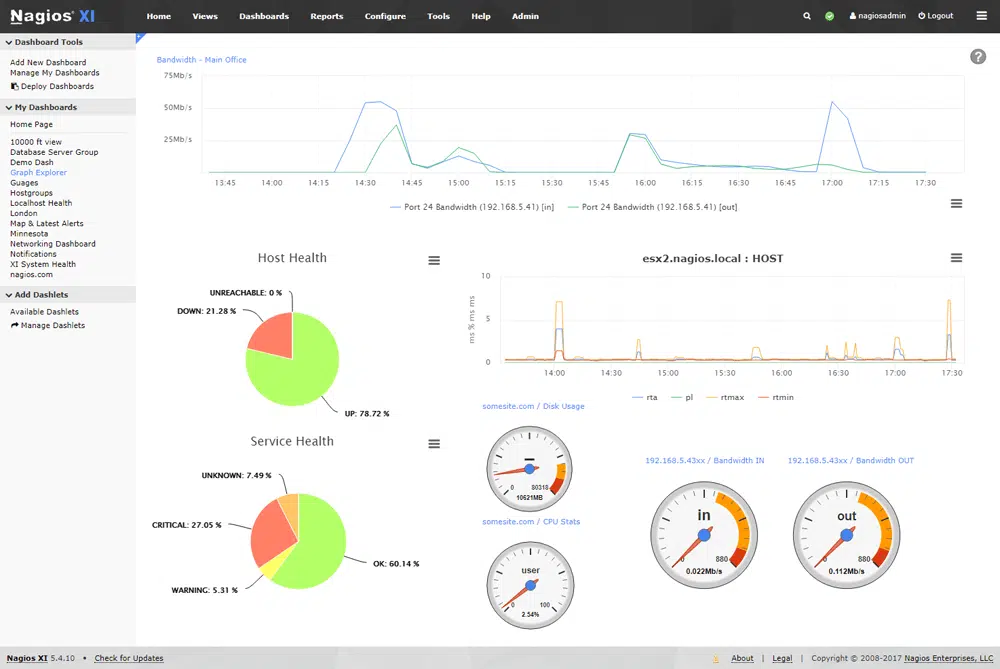 Nagios® XI Home Views Dashboards Reports Configure Tools Help Admin nagiosadmin Logout
Dashboard Tools
Add New Dashboard
Manage My Dashboards
Deploy Dashboards
My Dashboards
Home Page
10000 ft view
Database Server Group
Demo Dash
Graph Explorer
Guages
Hostgroups
Localhost Health
London
Map & Latest Alerts
Minnesota
Networking Dashboard
Notifications
XI System Health
nagios.com
Add Dashlets
Available Dashlets
Manage Dashlets
?
Bandwidth - Main Office
75Mb/s
50Mb/s
25Mb/s
13:45 14:00 14:15 14:30 14:45 15:00 15:15 15:30 15:45 16:00 16:15 16:30 16:45 17:00 17:15 17:30
Port 24 Bandwidth (192.168.5.41) [in] Port 24 Bandwidth (192.168.5.41) [out]
Host Health
UNREACHABLE: 0 %
DOWN: 21.28 %
UP: 78.72 %
esx2.nagios.local : HOST
ms % ms ms
10
5
0
14:00 14:30 15:00 15:30 16:00 16:30 17:00 17:30
rta pl rtmax rtmin
Service Health
UNKNOWN: 7.49 %
CRITICAL: 27.05 %
WARNING: 5.31 %
OK: 60.14 %
somesite.com / Disk Usage
0 80318
10621MB
somesite.com / CPU Stats
user
0 100
2.54%
192.168.5.43xx / Bandwidth IN
in
0 880
0.022Mb/s
192.168.5.43xx / Bandwidth OUT
out
0 880
0.112Mb/s
Nagios XI 5.4.10 • Check for Updates About | Legal | Copyright © 2008-2017 Nagios Enterprises, LLC